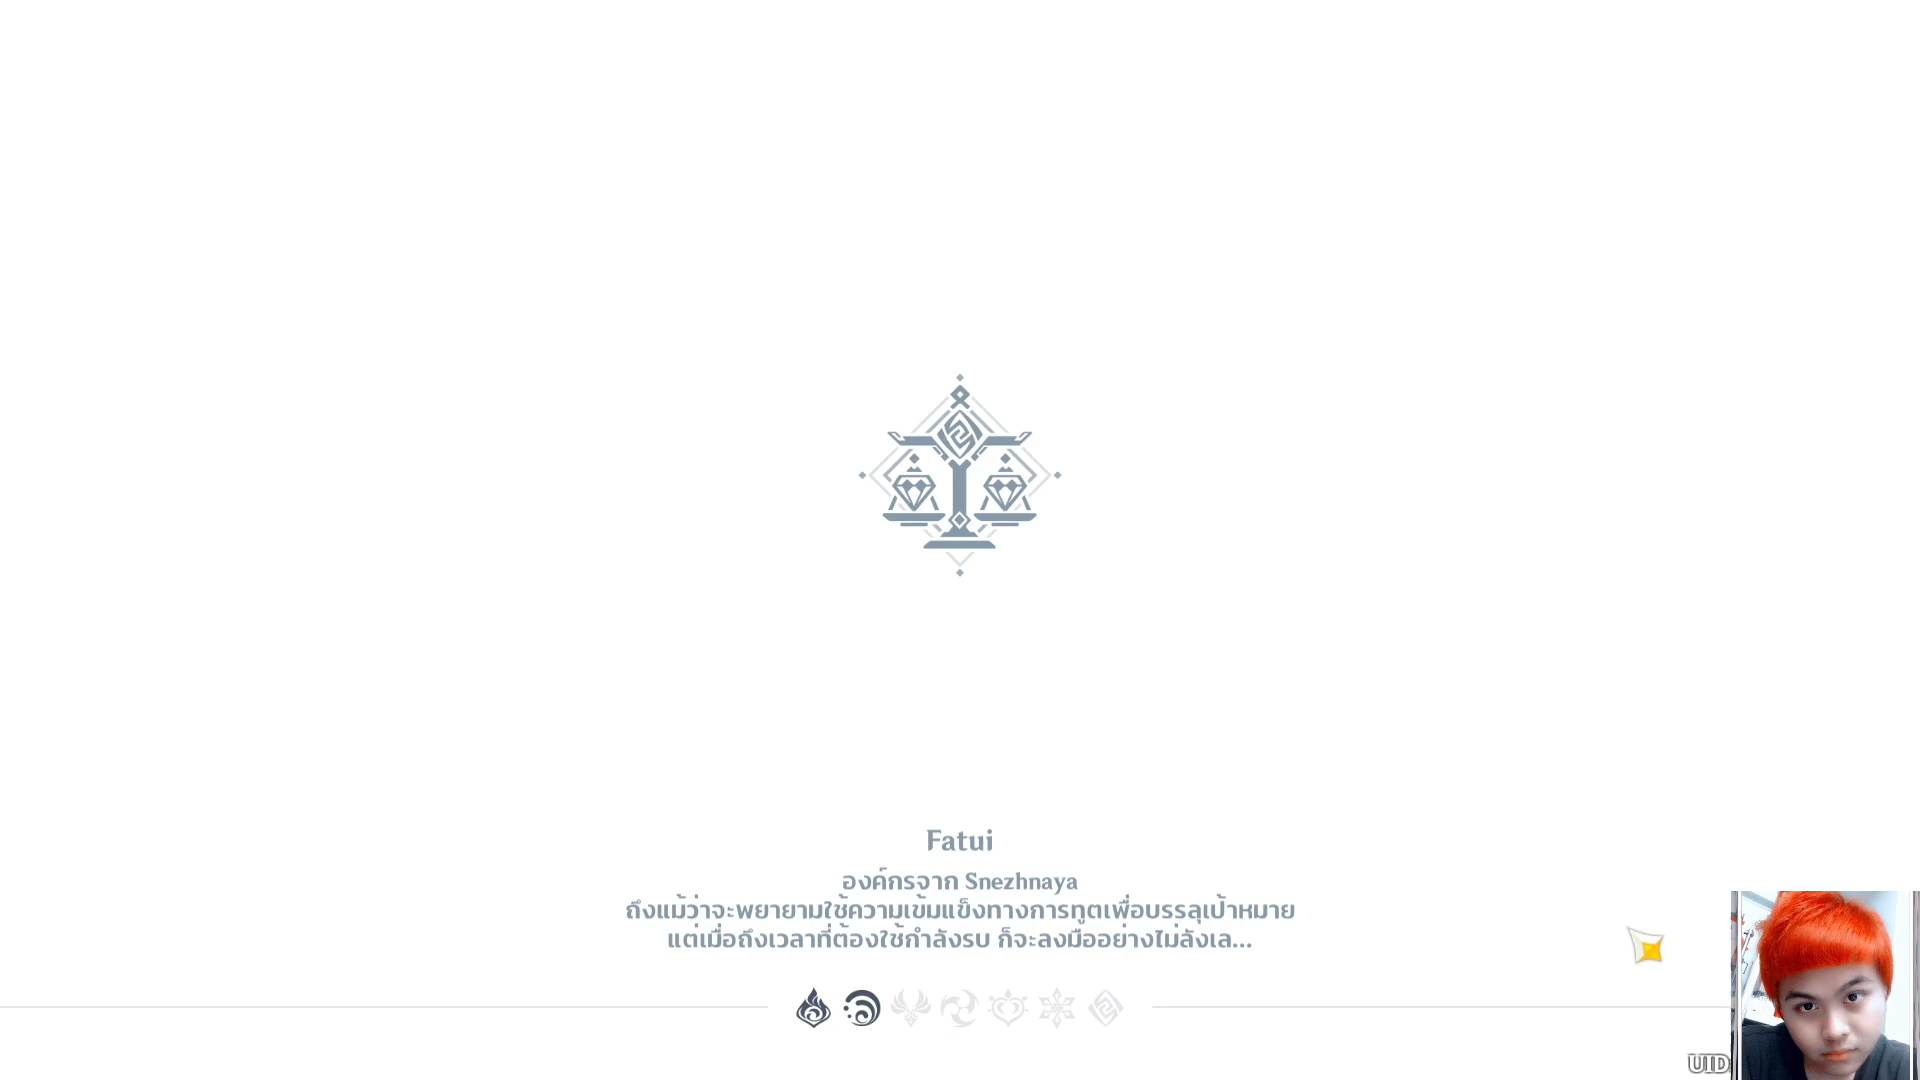 Fatui
องค์กรจาก Snezhnaya
ถึงแม้ว่าจะพยายามใช้ความเข้มแข็งทางการทูตเพื่อบรรลุเป้าหมาย
แต่เมื่อถึงเวลาที่ต้องใช้กำลังรบ ก็จะลงมืออย่างไม่ลังเล...
UID